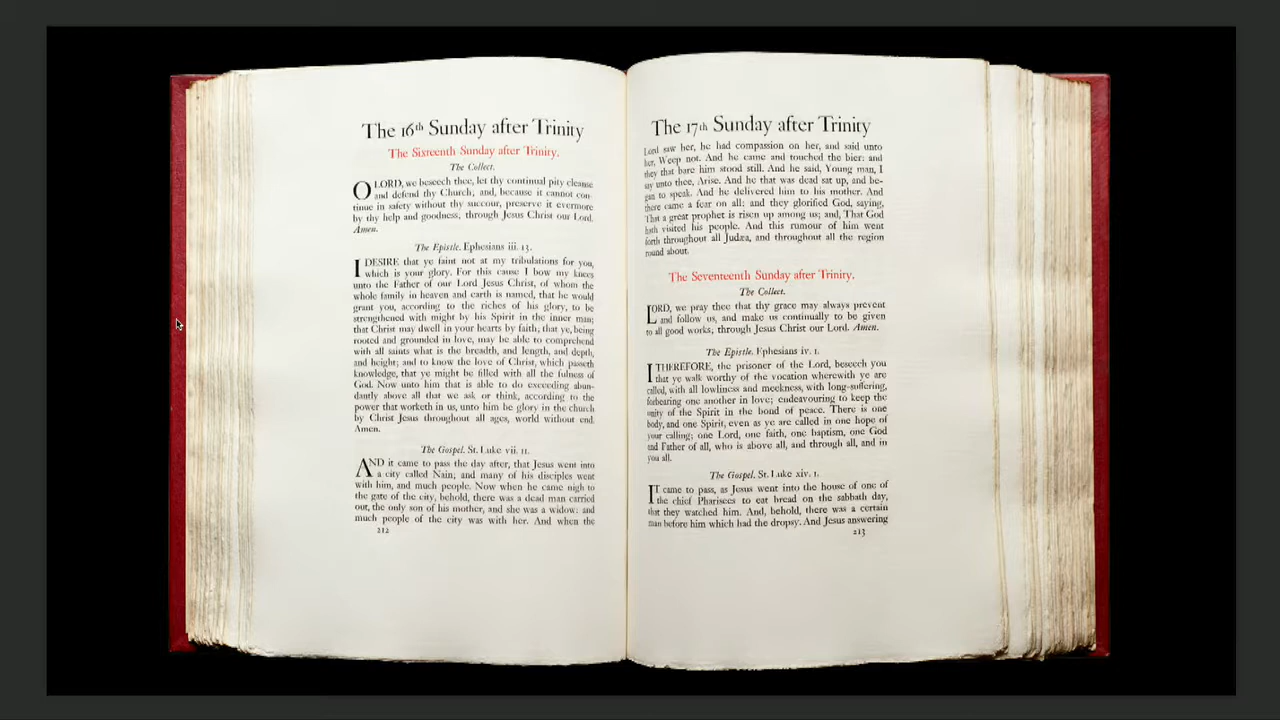 The 16th Sunday after Trinity
The Sixteenth Sunday after Trinity.
The Collect.
O LORD, we beseech thee, let thy continual pity cleanse
and defend thy Church, and, because it cannot con-
tinue in safety without thy succour, preserve it evermore
by thy help and goodness, through Jesus Christ our Lord.
Amen.
The Epistle. Ephesians iii. 13.
I DESIRE that ye faint not at my tribulations for you,
which is your glory. For this cause I bow my knees
unto the Father of our Lord Jesus Christ, of whom the
whole family in heaven and earth is named, that he would
grant you, according to the riches of his glory, to be
strengthened with might by his Spirit in the inner man;
that Christ may dwell in your hearts by faith; that ye, being
rooted and grounded in love, may be able to comprehend
with all saints what is the breadth, and length, and depth,
and height; and to know the love of Christ, which passeth
knowledge, that ye might be filled with all the fulness of
God. Now unto him that is able to do exceeding abun-
dantly above all that we ask or think, according to the
power that worketh in us, unto him be glory in the church
by Christ Jesus throughout all ages, world without end.
Amen.
The Gospel. St. Luke vii. 11.
AND it came to pass the day after, that Jesus went into
a city called Nain; and many of his disciples went
with him, and much people. Now when he came nigh to
the gate of the city, behold, there was a dead man carried
out, the only son of his mother, and she was a widow: and
much people of the city was with her. And when the
212
The 17th Sunday after Trinity
Lord saw her, he had compassion on her, and said unto
her, Weep not. And he came and touched the bier: and
they that bare him stood still. And he said, Young man, I
say unto thee, Arise. And he that was dead sat up, and be-
gan to speak. And he delivered him to his mother. And
there came a fear on all: and they glorified God, saying,
That a great prophet is risen up among us; and, That God
hath visited his people. And this rumour of him went
forth throughout all Judæa, and throughout all the region
round about.
The Seventeenth Sunday after Trinity.
The Collect.
LORD, we pray thee that thy grace may always prevent
and follow us, and make us continually to be given
to all good works; through Jesus Christ our Lord. Amen.
The Epistle. Ephesians iv. 1.
I THEREFORE, the prisoner of the Lord, beseech you
that ye walk worthy of the vocation wherewith ye are
called, with all lowliness and meekness, with long-suffering,
forbearing one another in love; endeavouring to keep the
unity of the Spirit in the bond of peace. There is one
body, and one Spirit, even as ye are called in one hope of
your calling; one Lord, one faith, one baptism, one God
and Father of all, who is above all, and through all, and in
you all.
The Gospel. St. Luke xiv. 1.
IT came to pass, as Jesus went into the house of one of
the chief Pharisees to eat bread on the sabbath day,
that they watched him. And, behold, there was a certain
man before him which had the dropsy. And Jesus answering
213